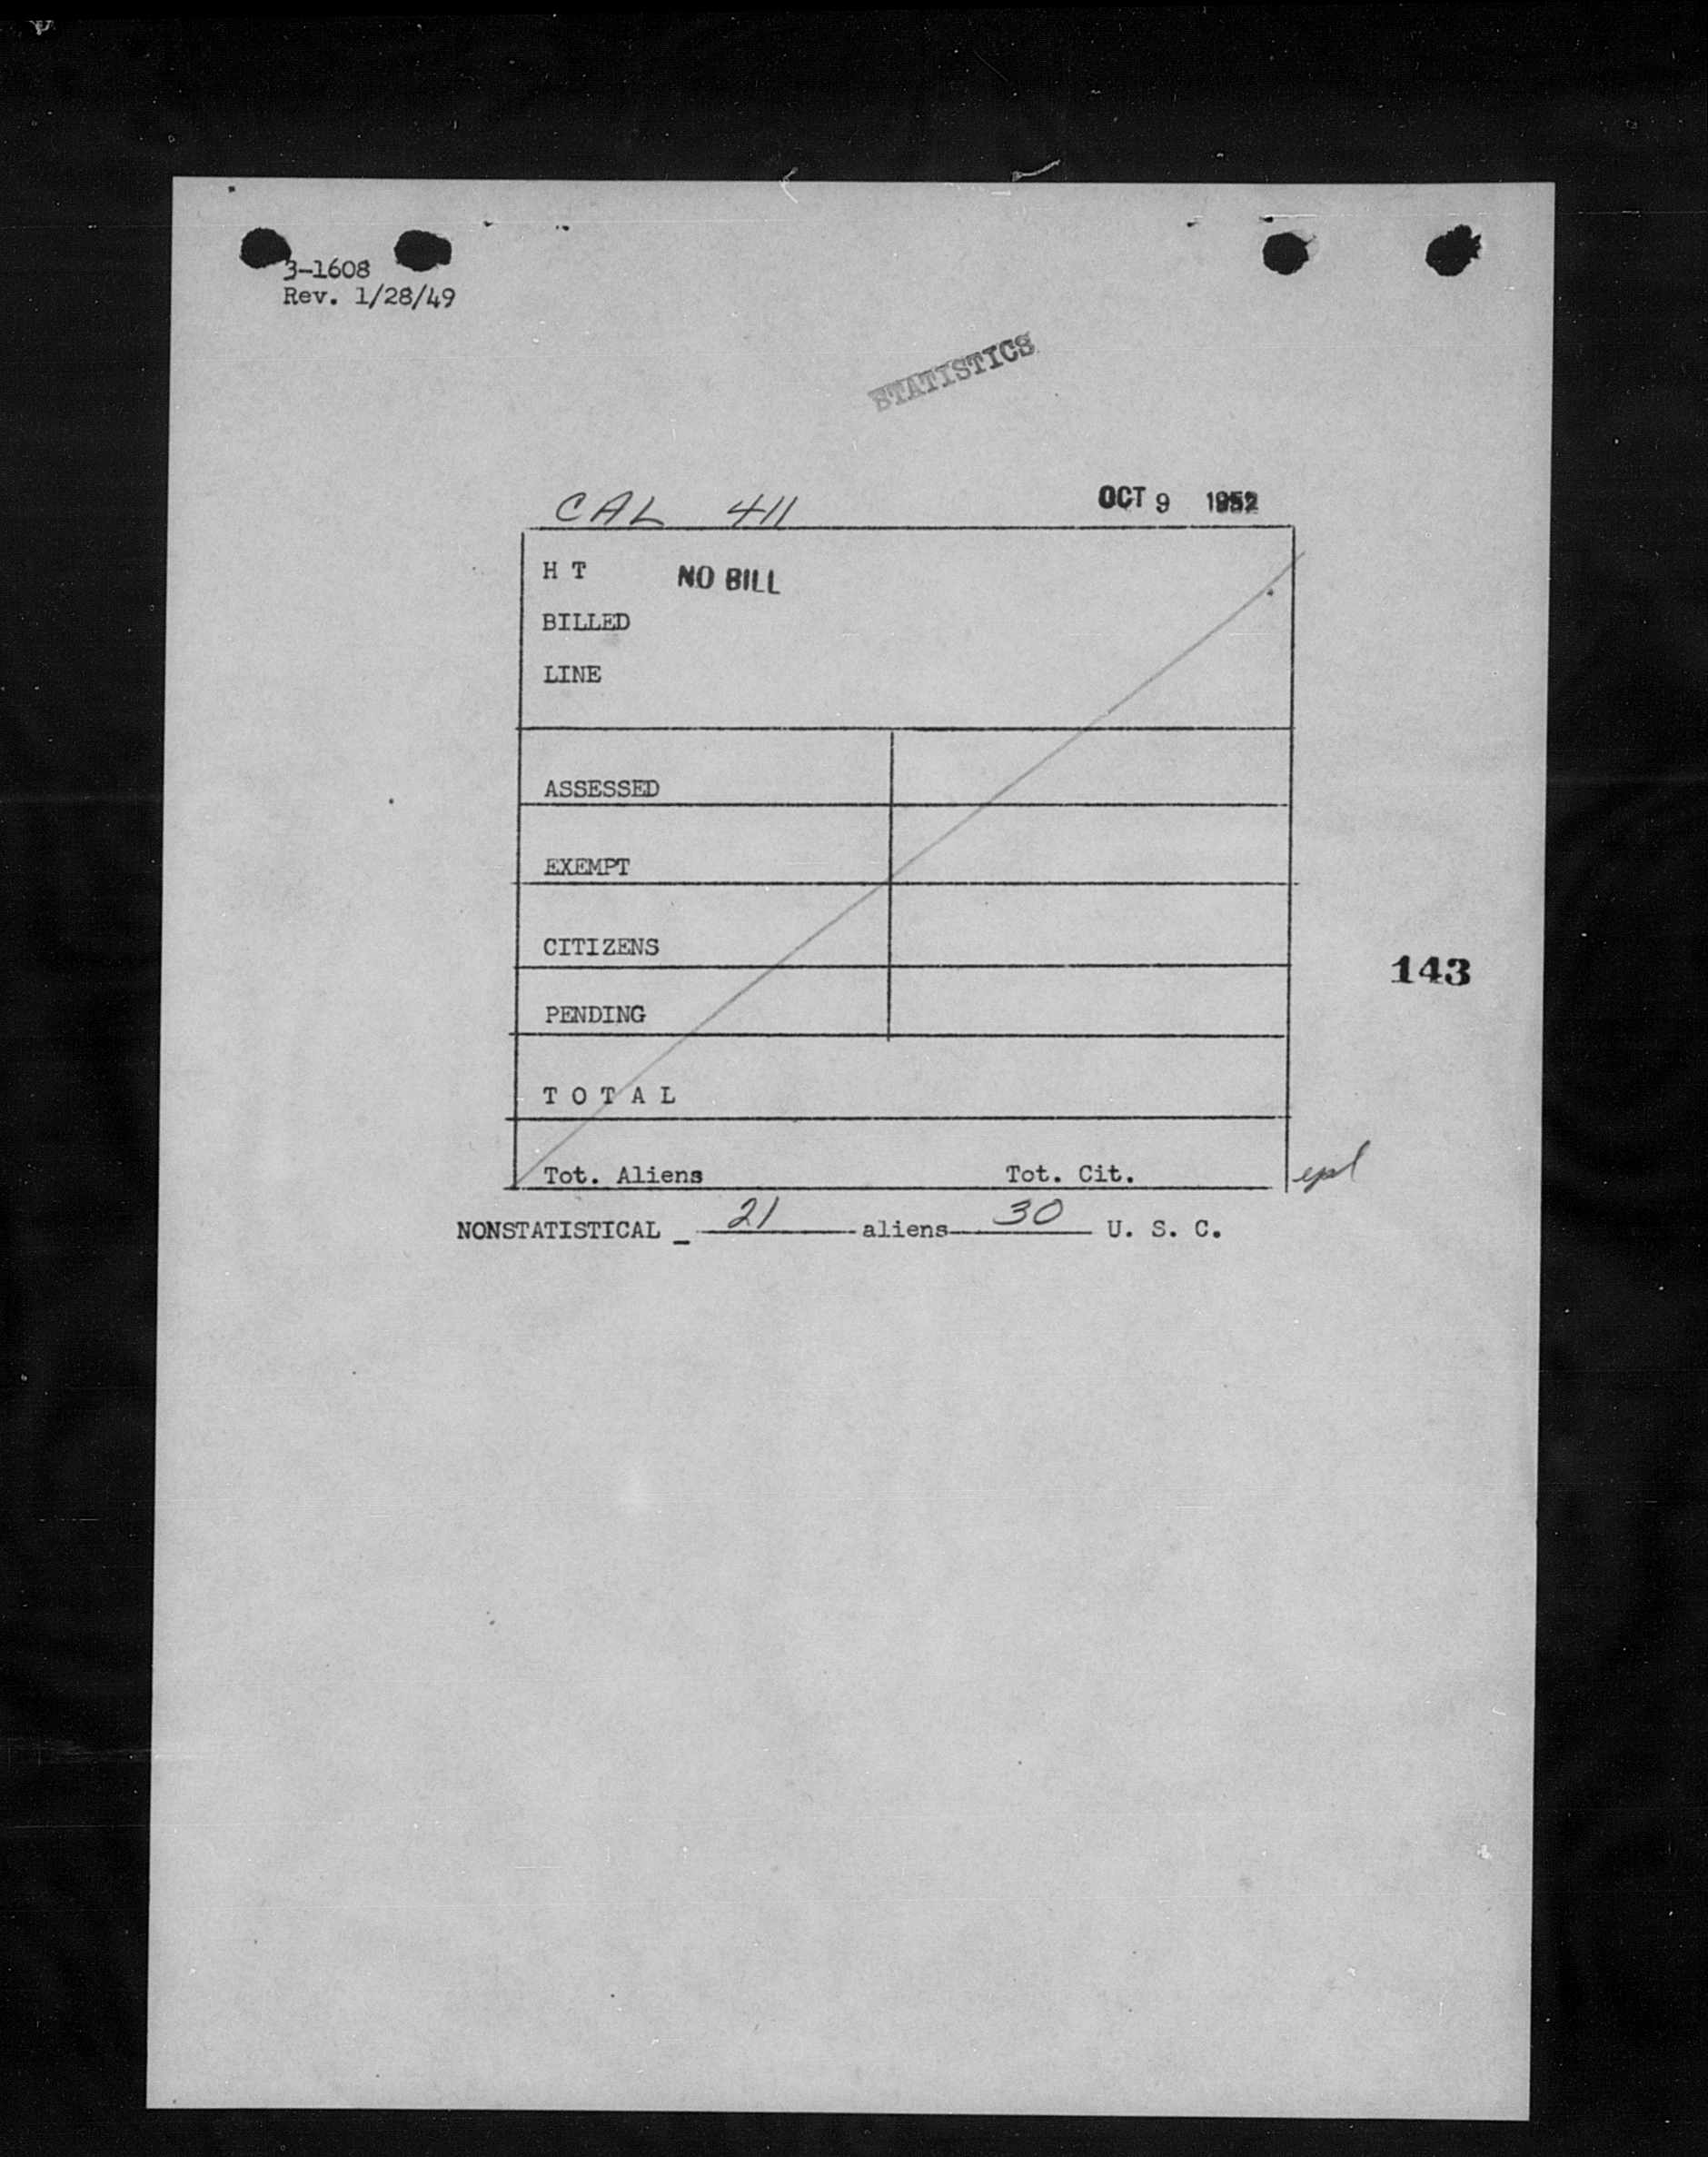 3-1608
Rev. 1/28/49
STATISTICS
CAL 411 OCT 9 1952
H T NO BILL
BILLED
LINE
ASSESSED
EXEMPT
CITIZENS
143
PENDING
T O T A L
Tot. Aliens Tot. Cit.
NONSTATISTICAL _ 21 aliens 30 U. S. C.